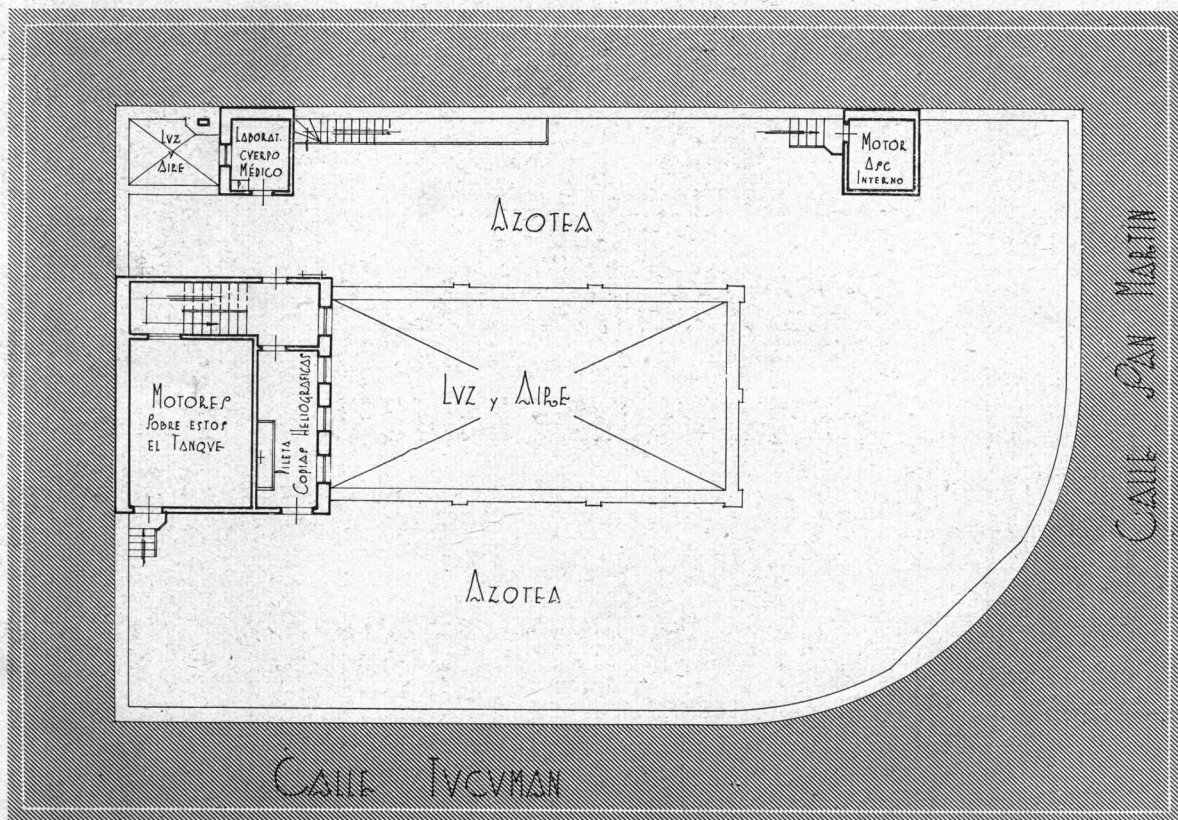 LVZ
y
AIRE
LABORAT.
CVERPO
MÉDICO
P.
MOTOR
ASC
INTERNO
AZOTEA
CALLE SAN MARTIN
LVZ y AIRE
MOTORES
SOBRE ESTOS
EL TANQVE
PILETA
COPIAS HELIOGRAFICAS
AZOTEA
CALLE TVCVMAN